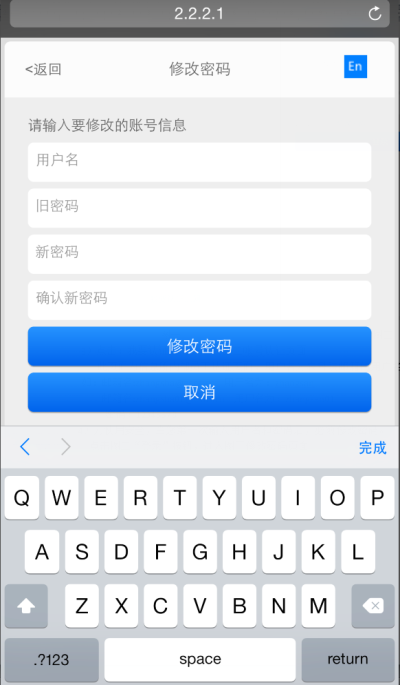 2.2.2.1
<返回 修改密码 En
请输入要修改的账号信息
用户名
旧密码
新密码
确认新密码
修改密码
取消
完成
Q W E R T Y U I O P
A S D F G H J K L
Z X C V B N M
.?123 space return